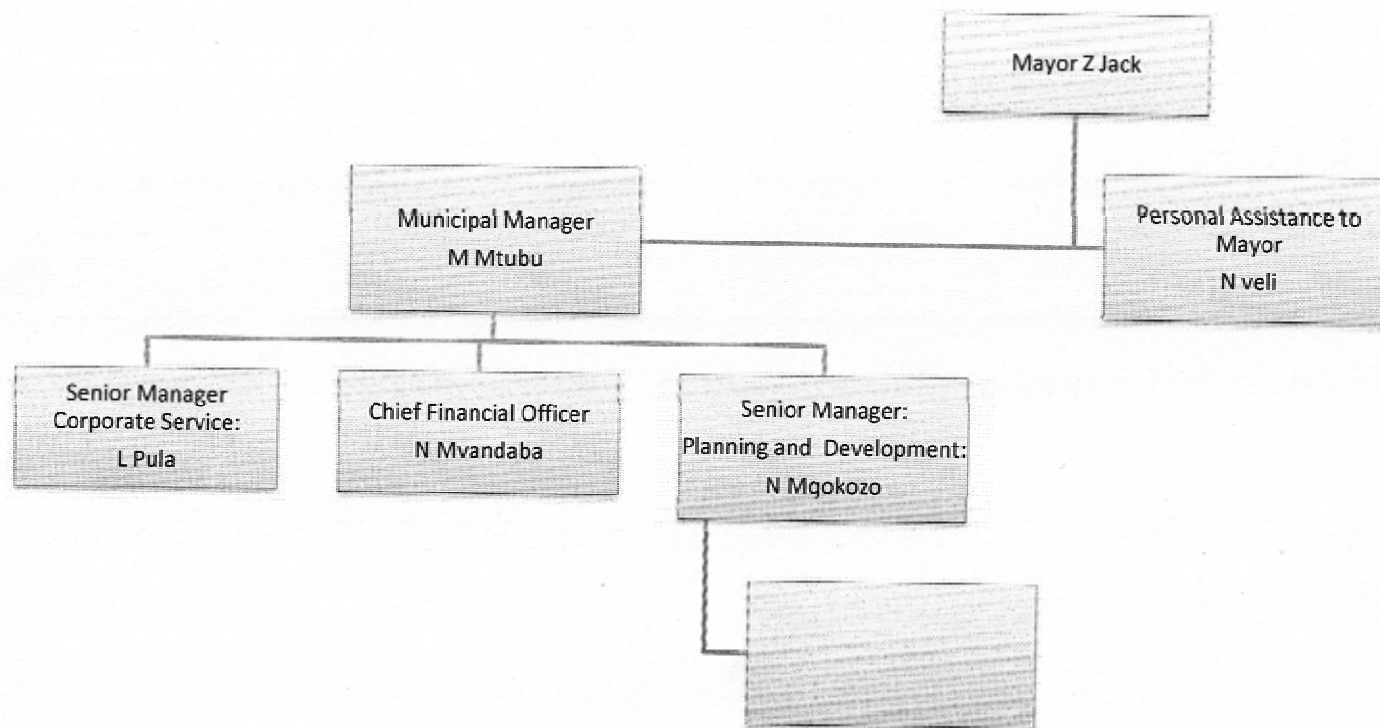 Mayor Z Jack
Municipal Manager
M Mtubu
Personal Assistance to
Mayor
N veli
Senior Manager
Corporate Service:
L Pula
Chief Financial Officer
N Mvandaba
Senior Manager:
Planning and Development:
N Mqokozo